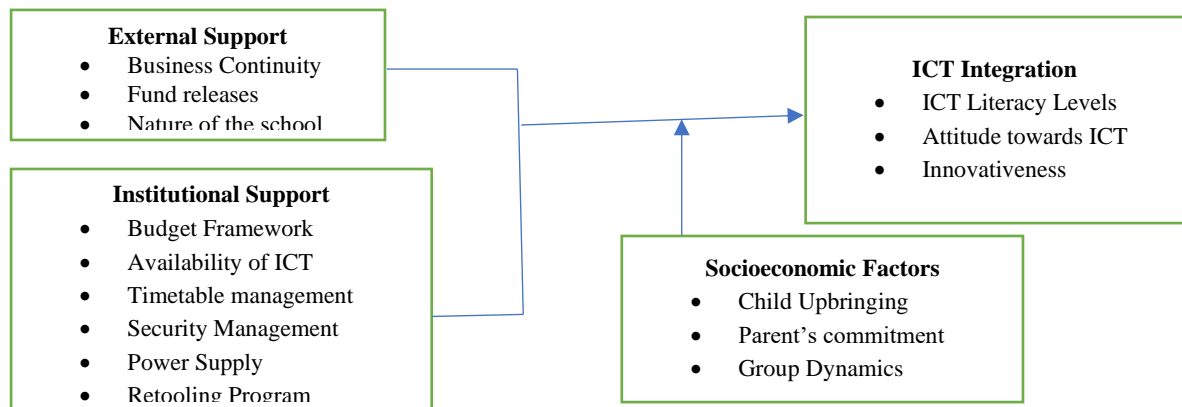 External Support
• Business Continuity
• Fund releases
• Nature of the school
Institutional Support
• Budget Framework
• Availability of ICT
• Timetable management
• Security Management
• Power Supply
• Retooling Program
ICT Integration
• ICT Literacy Levels
• Attitude towards ICT
• Innovativeness
Socioeconomic Factors
• Child Upbringing
• Parent’s commitment
• Group Dynamics